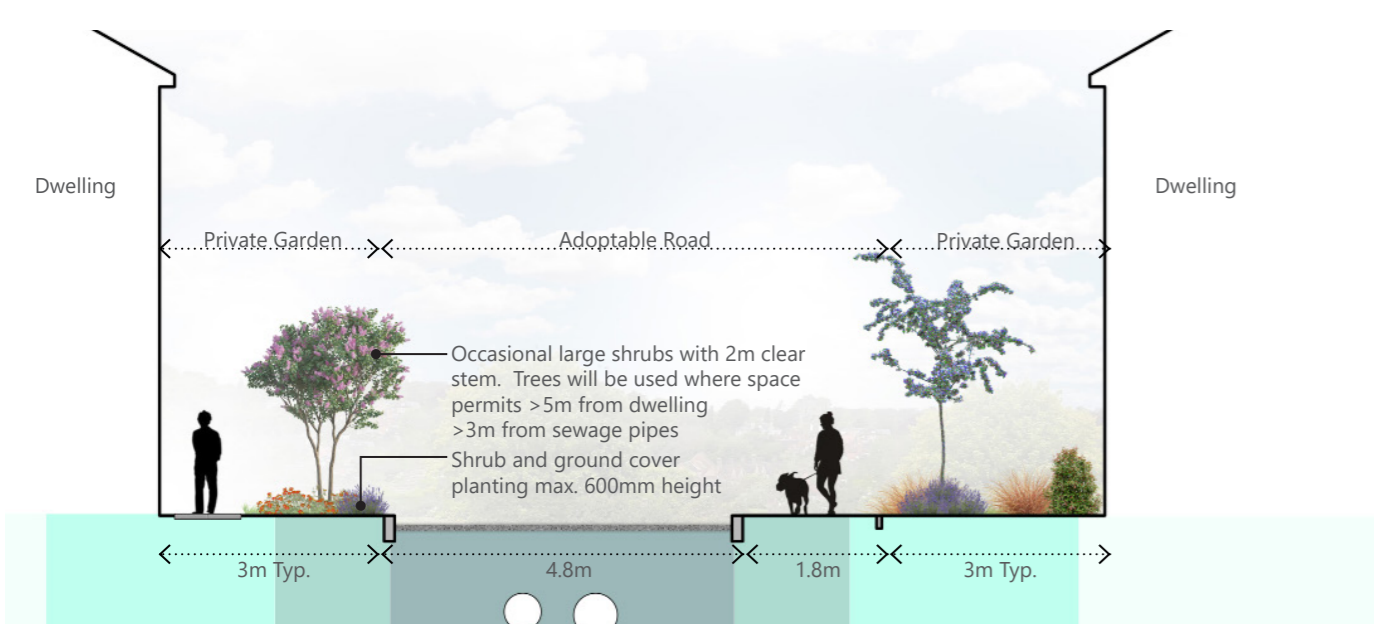 Dwelling
Dwelling
Private Garden
Adoptable Road
Private Garden
Occasional large shrubs with 2m clear
stem. Trees will be used where space
permits >5m from dwelling
>3m from sewage pipes
Shrub and ground cover
planting max. 600mm height
3m Typ.
4.8m
1.8m
3m Typ.